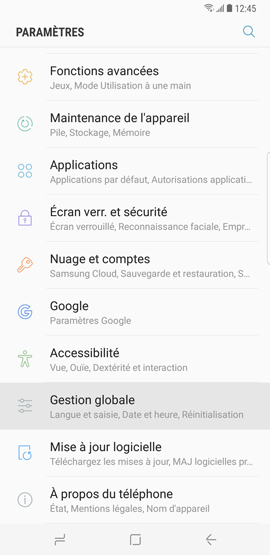 12:45
PARAMÈTRES
Fonctions avancées
Jeux, Mode Utilisation à une main
Maintenance de l'appareil
Pile, Stockage, Mémoire
Applications
Applications par défaut, Autorisations applicati...
Écran verr. et sécurité
Écran verrouillé, Reconnaissance faciale, Empr...
Nuage et comptes
Samsung Cloud, Sauvegarde et restauration, S...
Google
Paramètres Google
Accessibilité
Vue, Ouïe, Dextérité et interaction
Gestion globale
Langue et saisie, Date et heure, Réinitialisation
Mise à jour logicielle
Téléchargez les mises à jour, MAJ logicielles pr...
À propos du téléphone
État, Mentions légales, Nom d'appareil